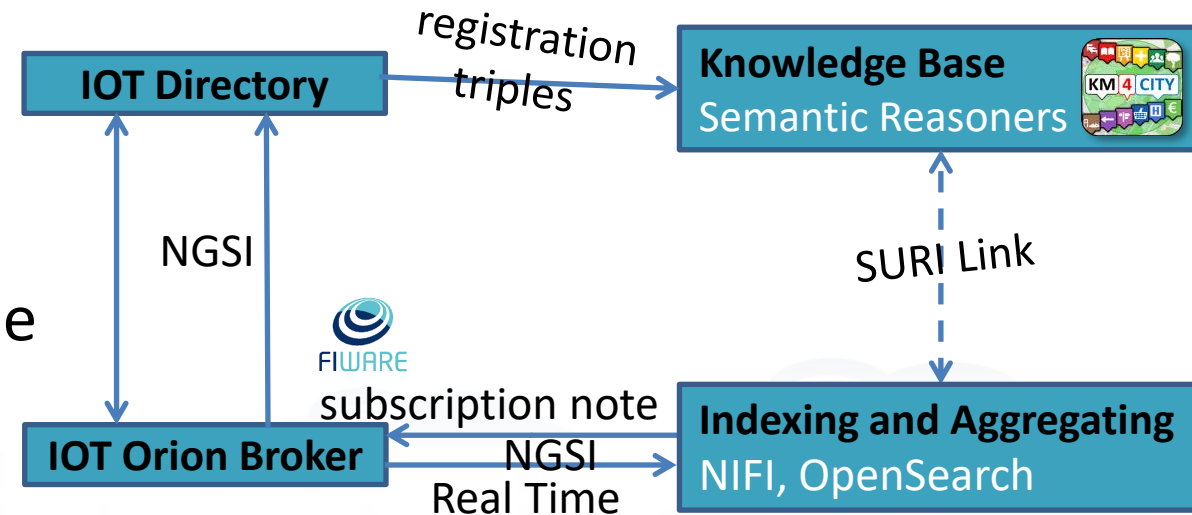 registration
triples
IOT Directory
Knowledge Base
Semantic Reasoners
KM 4 CITY
NGSI
SURI Link
e
FIWARE
subscription note
IOT Orion Broker
NGSI
Real Time
Indexing and Aggregating
NIFI, OpenSearch